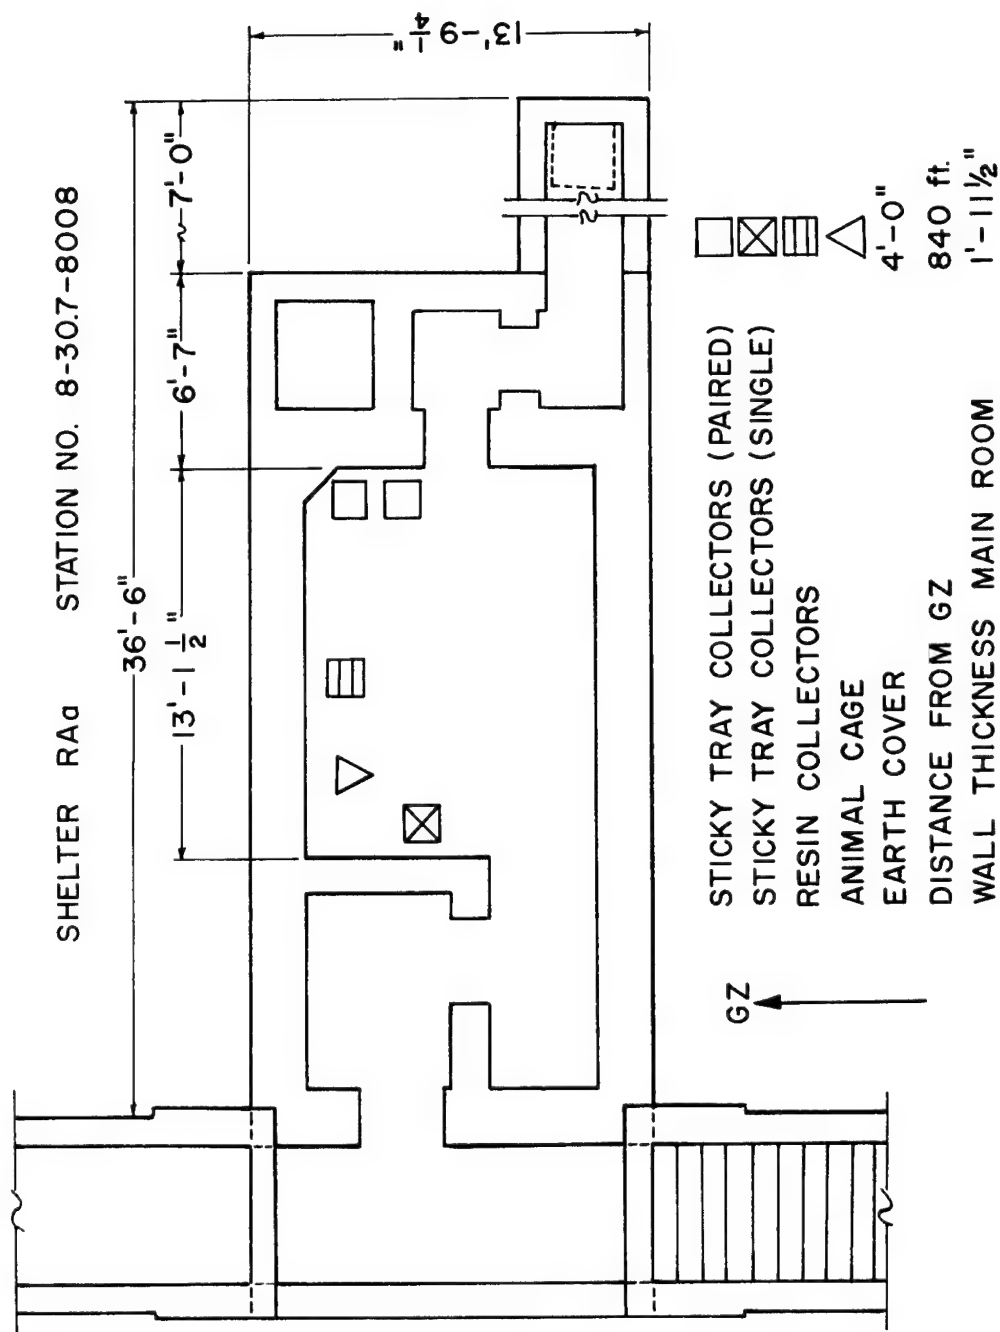 SHELTER RAa STATION NO. 8-30.7-8008
36'-6"
13'-1 1/2"
6'-7"
~7'-0"
13'-9 1/4"
GZ
STICKY TRAY COLLECTORS (PAIRED)
STICKY TRAY COLLECTORS (SINGLE)
RESIN COLLECTORS
ANIMAL CAGE
EARTH COVER 4'-0"
DISTANCE FROM GZ 840 ft.
WALL THICKNESS MAIN ROOM 1'-11 1/2"